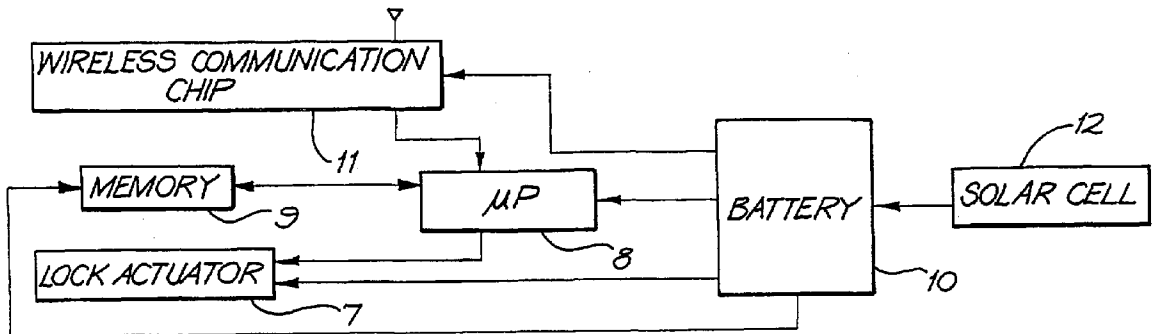 WIRELESS COMMUNICATION
CHIP
11
12
MEMORY
9
μP
8
BATTERY
10
SOLAR CELL
LOCK ACTUATOR
7